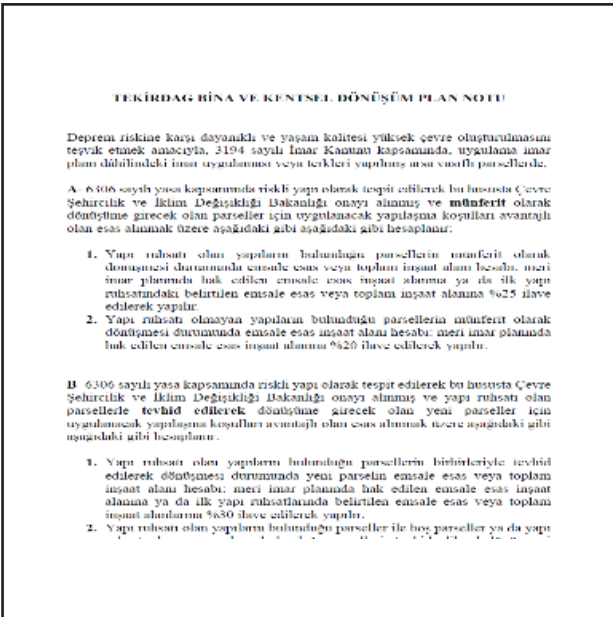 TEKİRDAG BİNA VE KENTSEL DÖNÜŞÜM PLAN NOTU
Deprem riskine karşı dayanıklı ve yaşam kalitesi yüksek çevre oluşturulmasını
teşvik etmek amacıyla, 3194 sayılı İmar Kanunu kapsamında, uygulama imar
planı dâhilindeki imar uygulaması veya terkleri yapılmış arsa vasıflı parsellerde,
A- 6306 sayılı yasa kapsamında riskli yapı olarak tespit edilerek bu hususta Çevre
Şehircilik ve İklim Değişikliği Bakanlığı onayı alınmış ve münferit olarak
dönüşüme girecek olan parseller için uygulanacak yapılaşma koşulları avantajlı
olan esas alınmak üzere aşağıdaki gibi aşağıdaki gibi hesaplanır;
1. Yapı ruhsatı olan yapıların bulunduğu parsellerin münferit olarak
dönüşmesi durumunda emsale esas veya toplam inşaat alanı hesabı; meri
imar planında hak edilen emsale esas inşaat alanına ya da ilk yapı
ruhsatındaki belirtilen emsale esas veya toplam inşaat alanına %25 ilave
edilerek yapılır.
2. Yapı ruhsatı olmayan yapıların bulunduğu parsellerin münferit olarak
dönüşmesi durumunda emsale esas inşaat alanı hesabı; meri imar planında
hak edilen emsale esas inşaat alanına %20 ilave edilerek yapılır.
B- 6306 sayılı yasa kapsamında riskli yapı olarak tespit edilerek bu hususta Çevre
Şehircilik ve İklim Değişikliği Bakanlığı onayı alınmış ve yapı ruhsatı olan
parsellerle tevhid edilerek dönüşüme girecek olan yeni parseller için
uygulanacak yapılaşma koşulları avantajlı olan esas alınmak üzere aşağıdaki gibi
aşağıdaki gibi hesaplanır.
1. Yapı ruhsatı olan yapıların bulunduğu parsellerin birbirleriyle tevhid
edilerek dönüşmesi durumunda yeni parselin emsale esas veya toplam
inşaat alanı hesabı; meri imar planında hak edilen emsale esas inşaat
alanına ya da ilk yapı ruhsatlarında belirtilen emsale esas veya toplam
inşaat alanlarına %30 ilave edilerek yapılır.
2. Yapı ruhsatı olan yapıların bulunduğu parseller ile boş parseller ya da yapı